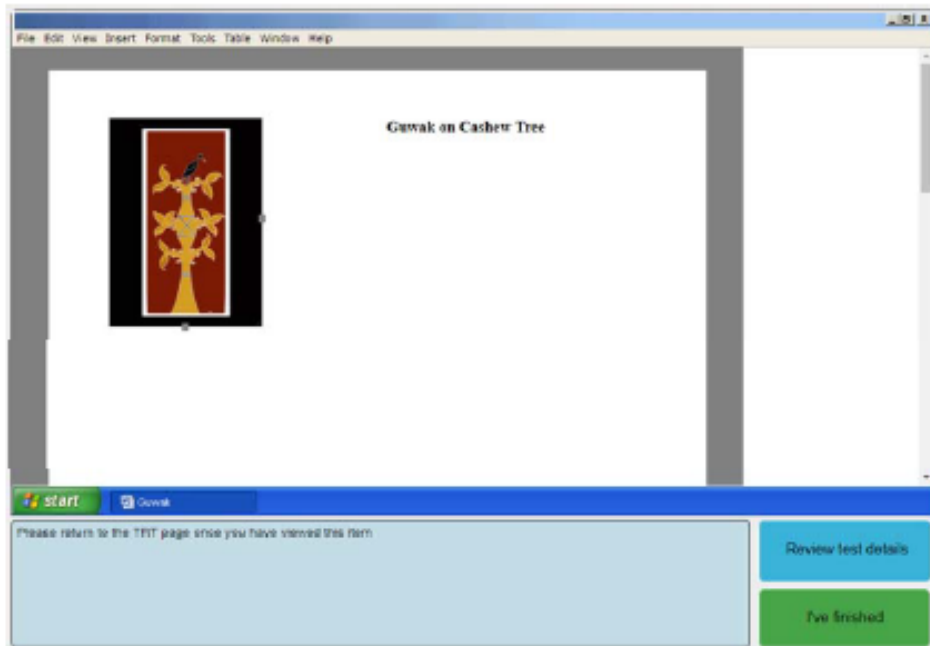 File Edit View Insert Format Tools Table Window Help
Guwak on Cashew Tree
start
Guwak
Please return to the TRT page once you have viewed this item
Review test details
I've finished